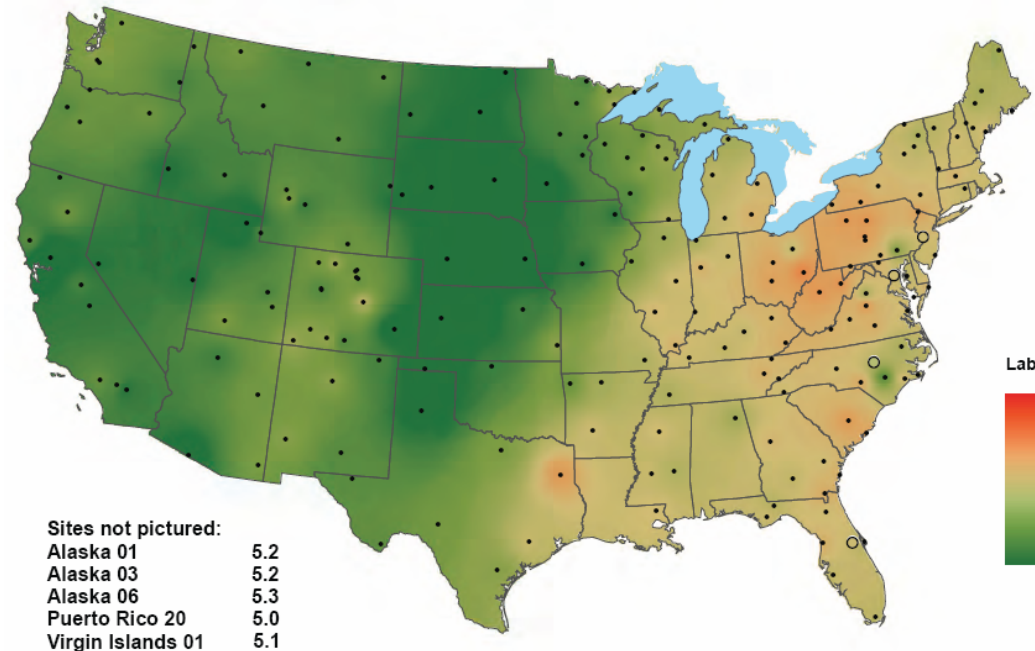 Sites not pictured:
Alaska 01 5.2
Alaska 03 5.2
Alaska 06 5.3
Puerto Rico 20 5.0
Virgin Islands 01 5.1
Lab